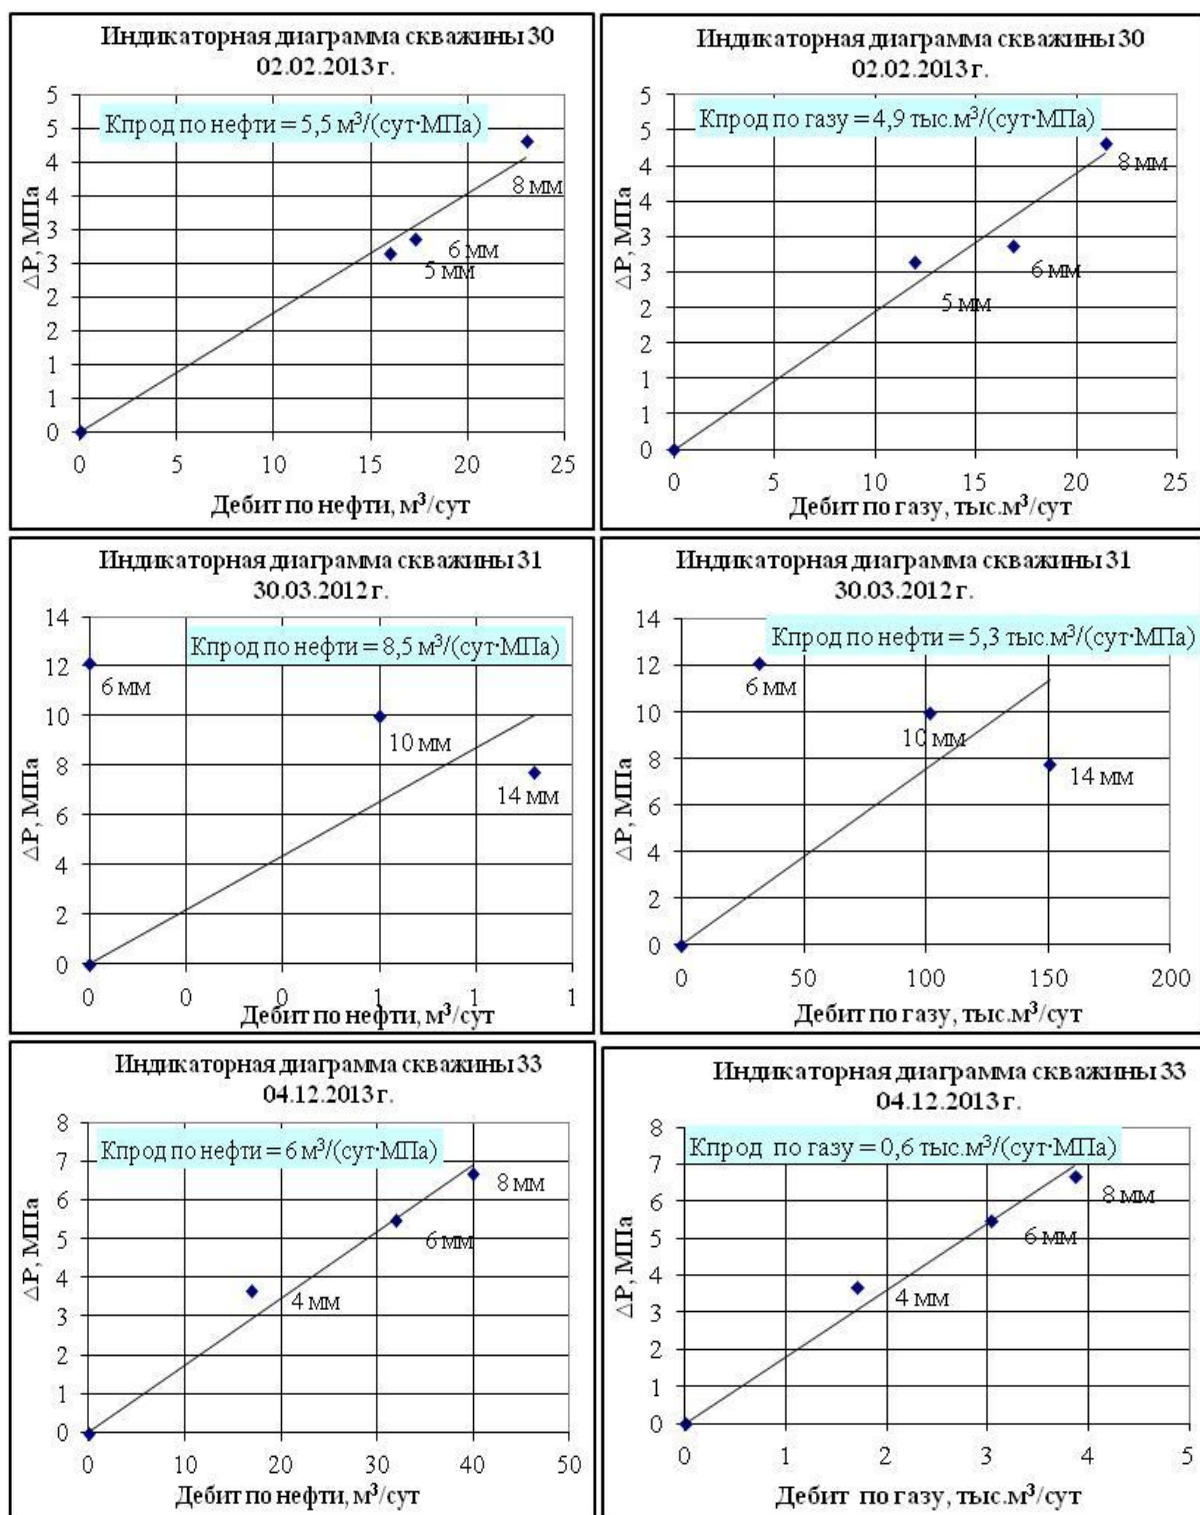 Индикаторная диаграмма скважины 30
02.02.2013 г.
Кпрод по нефти = 5,5 м³/(сут·МПа)
5
5
4
4
3
3
2
2
1
1
0
△Р, МПа
8 мм
6 мм
5 мм
0 5 10 15 20 25
Дебит по нефти, м³/сут
Индикаторная диаграмма скважины 30
02.02.2013 г.
Кпрод по газу = 4,9 тыс.м³/(сут·МПа)
5
5
4
4
3
3
2
2
1
1
0
△Р, МПа
8 мм
6 мм
5 мм
0 5 10 15 20 25
Дебит по газу, тыс.м³/сут
Индикаторная диаграмма скважины 31
30.03.2012 г.
Кпрод по нефти = 8,5 м³/(сут·МПа)
14
12
10
8
6
4
2
0
△Р, МПа
6 мм
10 мм
14 мм
0 0 0 1 1 1
Дебит по нефти, м³/сут
Индикаторная диаграмма скважины 31
30.03.2012 г.
Кпрод по нефти = 5,3 тыс.м³/(сут·МПа)
14
12
10
8
6
4
2
0
△Р, МПа
6 мм
10 мм
14 мм
0 50 100 150 200
Дебит по газу, тыс.м³/сут
Индикаторная диаграмма скважины 33
04.12.2013 г.
Кпрод по нефти = 6 м³/(сут·МПа)
8
7
6
5
4
3
2
1
0
△Р, МПа
8 мм
6 мм
4 мм
0 10 20 30 40 50
Дебит по нефти, м³/сут
Индикаторная диаграмма скважины 33
04.12.2013 г.
Кпрод по газу = 0,6 тыс.м³/(сут·МПа)
8
7
6
5
4
3
2
1
0
△Р, МПа
8 мм
6 мм
4 мм
0 1 2 3 4 5
Дебит по газу, тыс.м³/сут